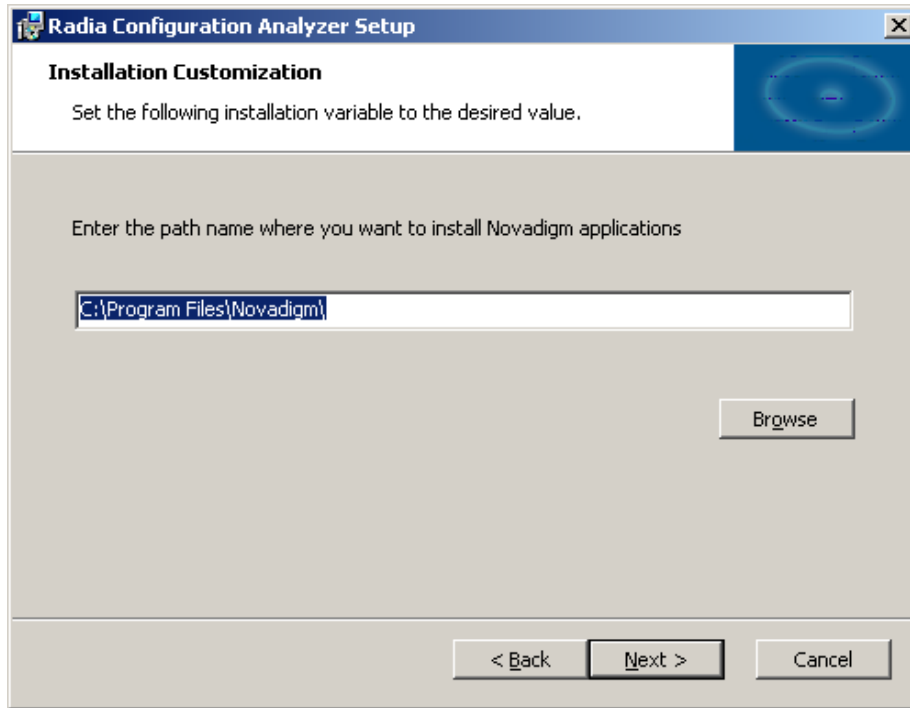 Radia Configuration Analyzer Setup
Installation Customization
Set the following installation variable to the desired value.
Enter the path name where you want to install Novadigm applications
C:\Program Files\Novadigm\
Browse
< Back Next > Cancel